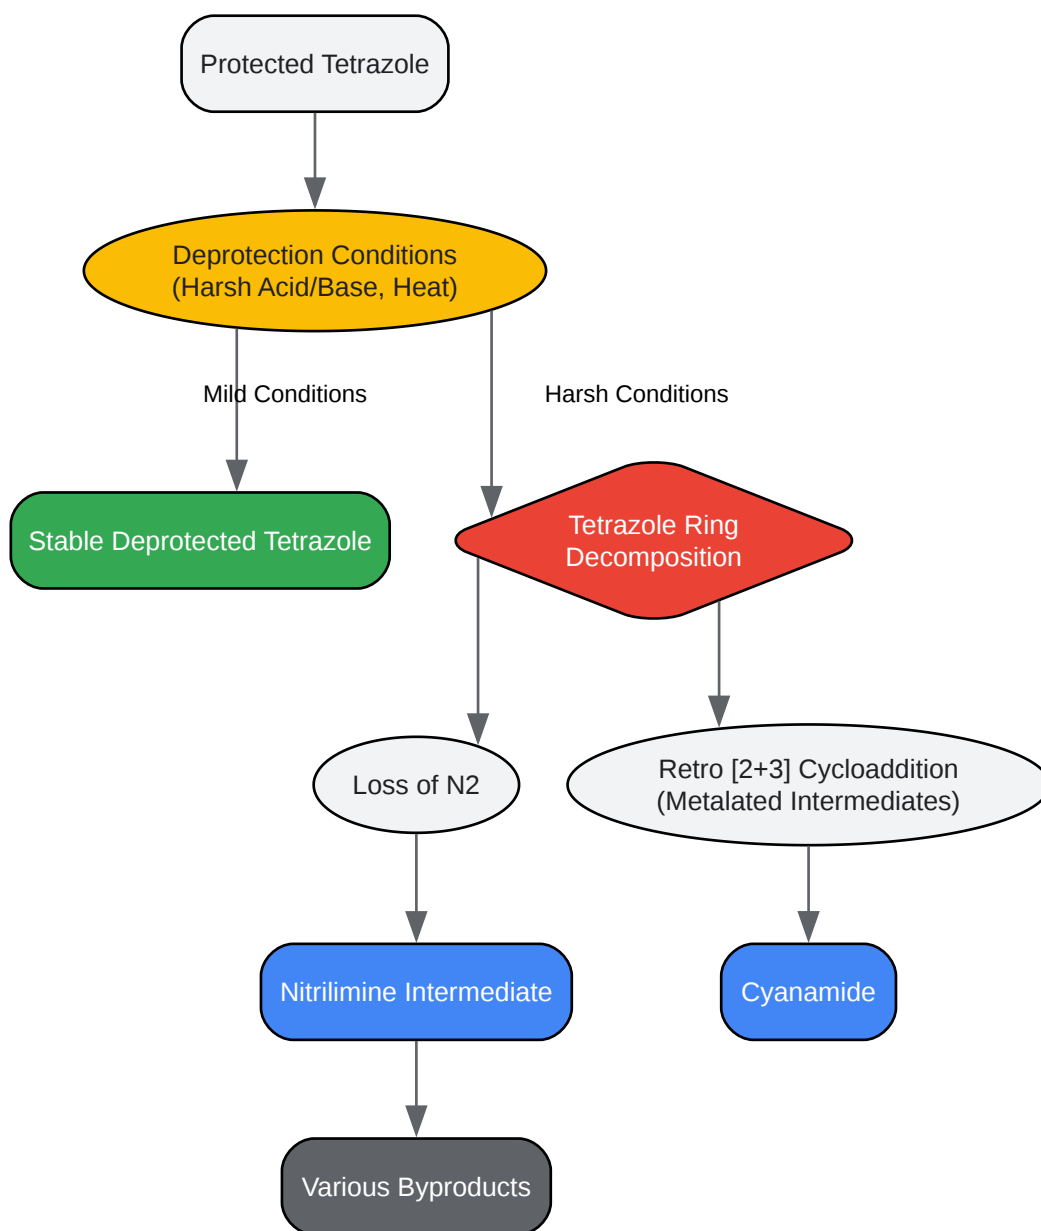 Protected Tetrazole
Deprotection Conditions
(Harsh Acid/Base, Heat)
Mild Conditions
Harsh Conditions
Stable Deprotected Tetrazole
Tetrazole Ring
Decomposition
Loss of N2
Retro [2+3] Cycloaddition
(Metalated Intermediates)
Nitrilimine Intermediate
Cyanamide
Various Byproducts